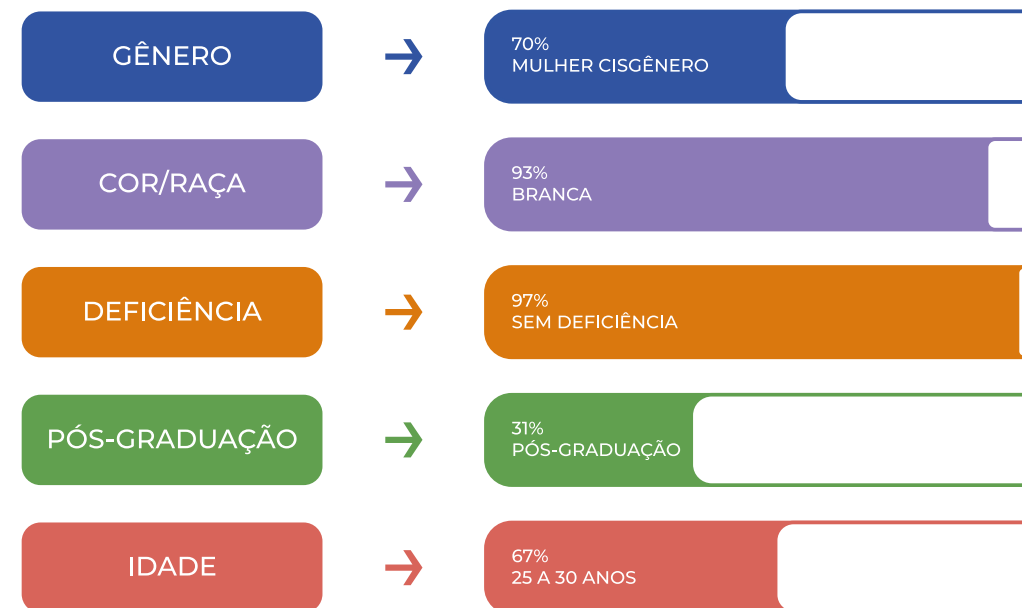 GÊNERO
70%
MULHER CISGÊNERO
COR/RAÇA
93%
BRANCA
DEFICIÊNCIA
97%
SEM DEFICIÊNCIA
PÓS-GRADUAÇÃO
31%
PÓS-GRADUAÇÃO
IDADE
67%
25 A 30 ANOS